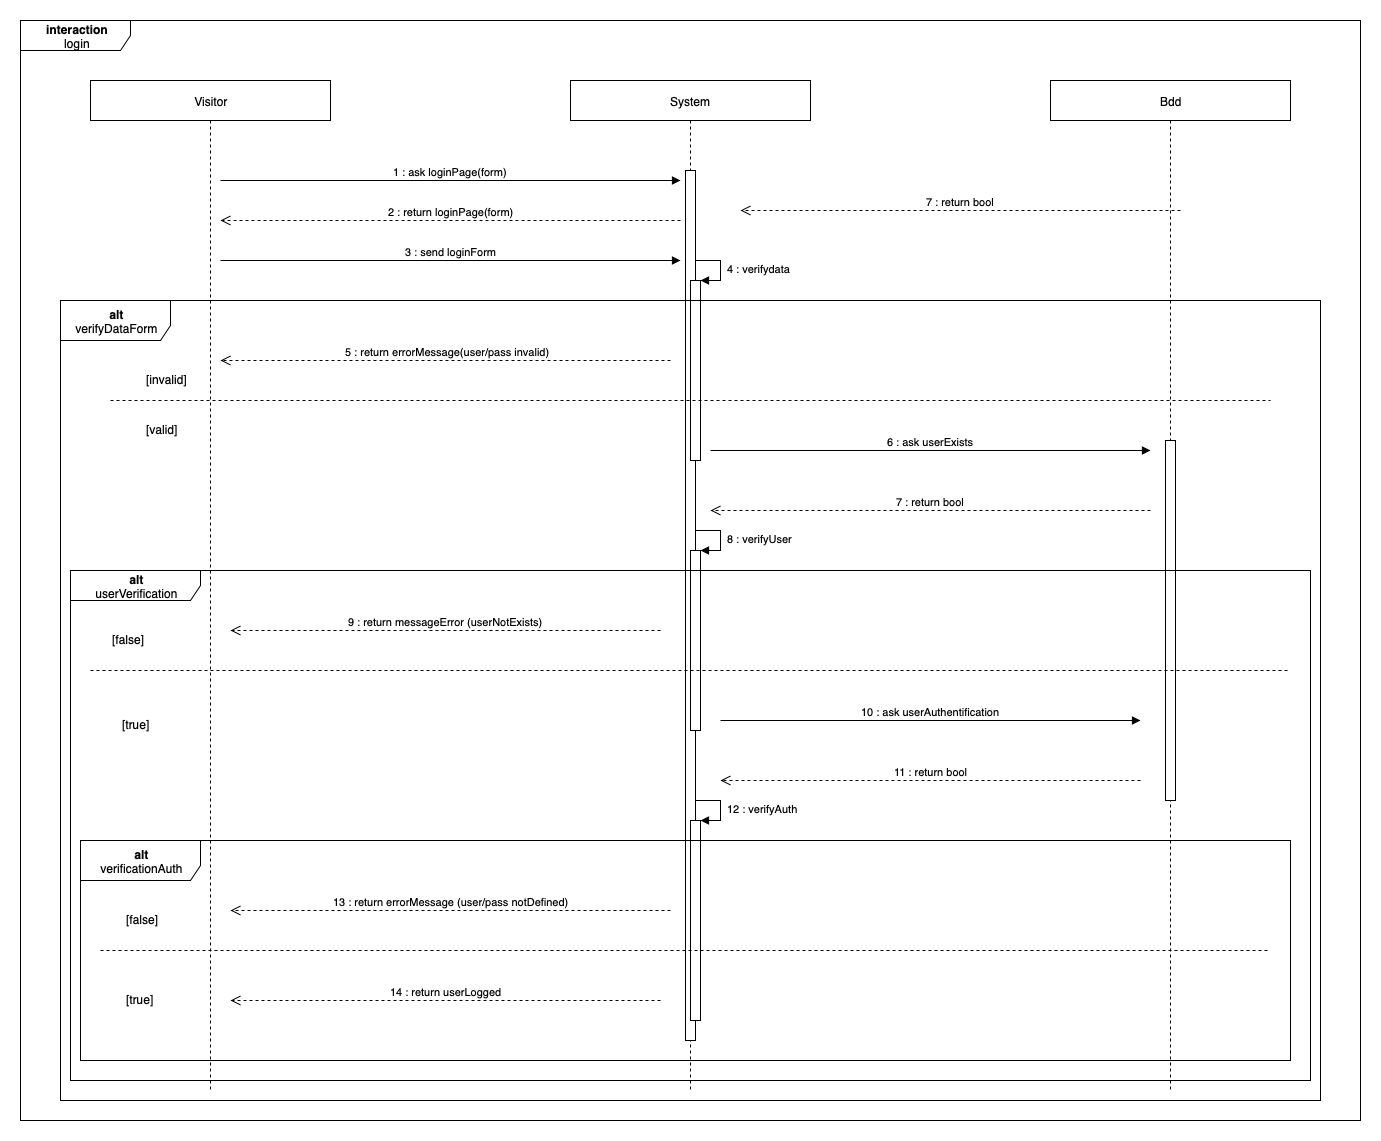 interaction
login
Visitor
System
Bdd
1 : ask loginPage(form)
7 : return bool
2 : return loginPage(form)
3 : send loginForm
4 : verifydata
alt
verifyDataForm
5 : return errorMessage(user/pass invalid)
[invalid]
[valid]
6 : ask userExists
7 : return bool
8 : verifyUser
alt
userVerification
9 : return messageError (userNotExists)
[false]
10 : ask userAuthentification
[true]
11 : return bool
12 : verifyAuth
alt
verificationAuth
13 : return errorMessage (user/pass notDefined)
[false]
14 : return userLogged
[true]